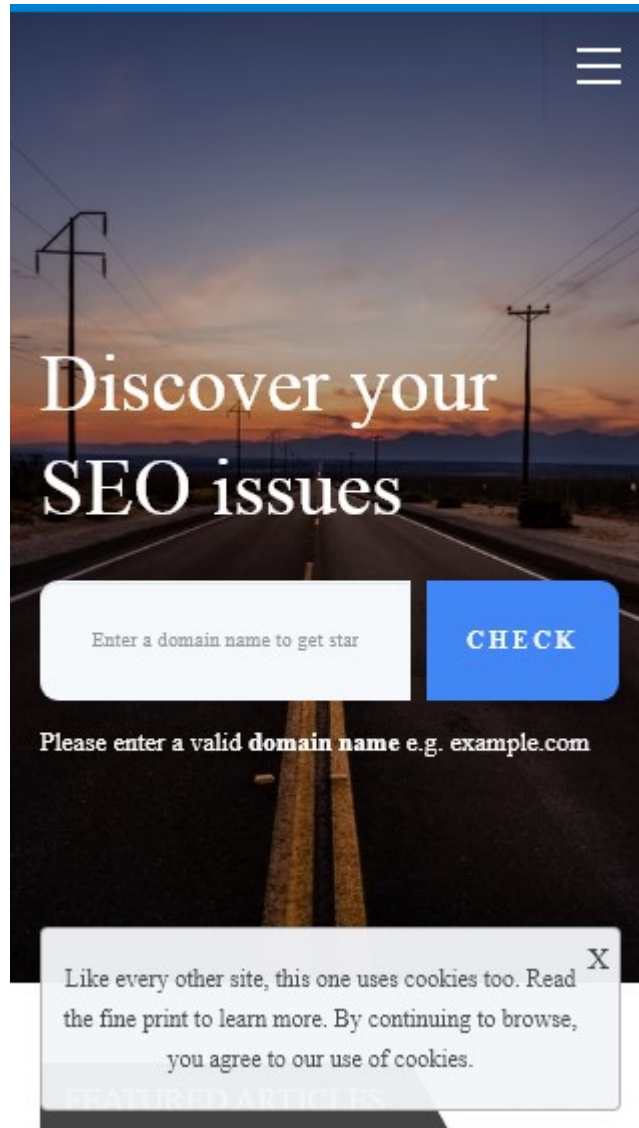 Discover your
SEO issues
Enter a domain name to get star
CHECK
Please enter a valid domain name e.g. example.com
X
Like every other site, this one uses cookies too. Read
the fine print to learn more. By continuing to browse,
you agree to our use of cookies.
FEATURED ARTICLES